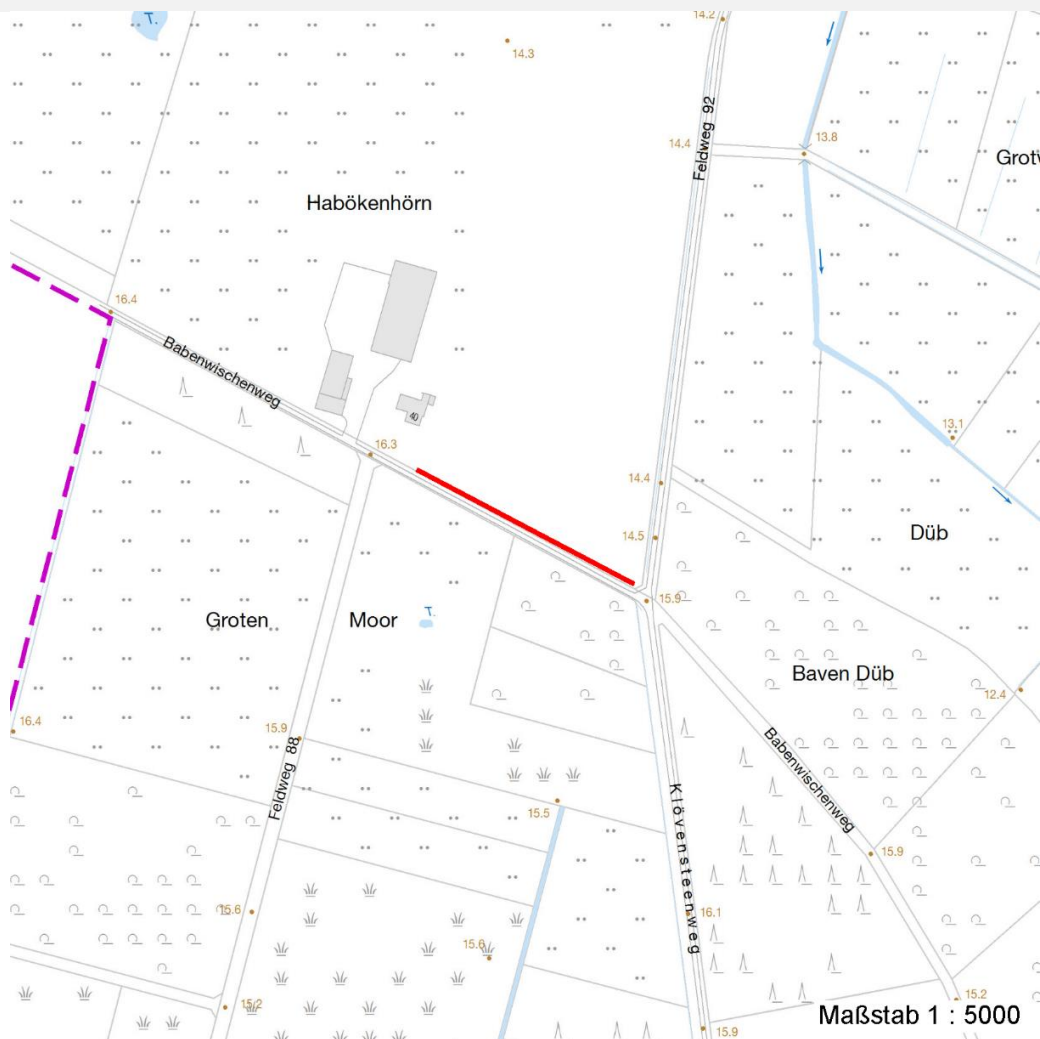 T.
14.2
14.3
Feldweg 92
14.4
13.8
Grotw
Habökenhörn
16.4
Babenwischenweg
40
16.3
13.1
14.4
14.5
Düb
15.9
Groten Moor
T.
Baven Düb
12.4
16.4
15.9
Feldweg 88
Babenwischenweg
15.5
Klövensteenweg
15.9
15.6
16.1
15.6
15.2
15.2
15.9
Maßstab 1 : 5000